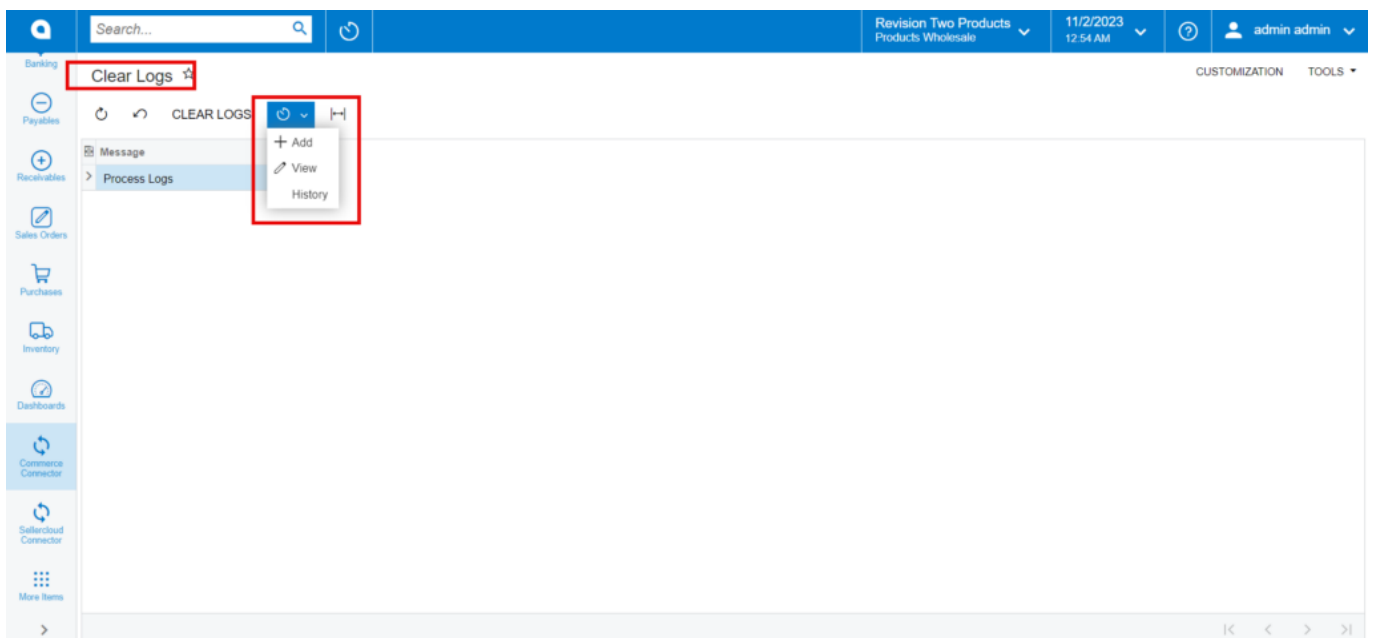 Search...
Revision Two Products
Products Wholesale
11/2/2023
12:54 AM
admin admin
Banking
Clear Logs
CUSTOMIZATION TOOLS
Payables
CLEAR LOGS
Add
Message
View
Receivables
Process Logs
History
Sales Orders
Purchases
Inventory
Dashboards
Commerce
Connector
Sellercloud
Connector
More Items